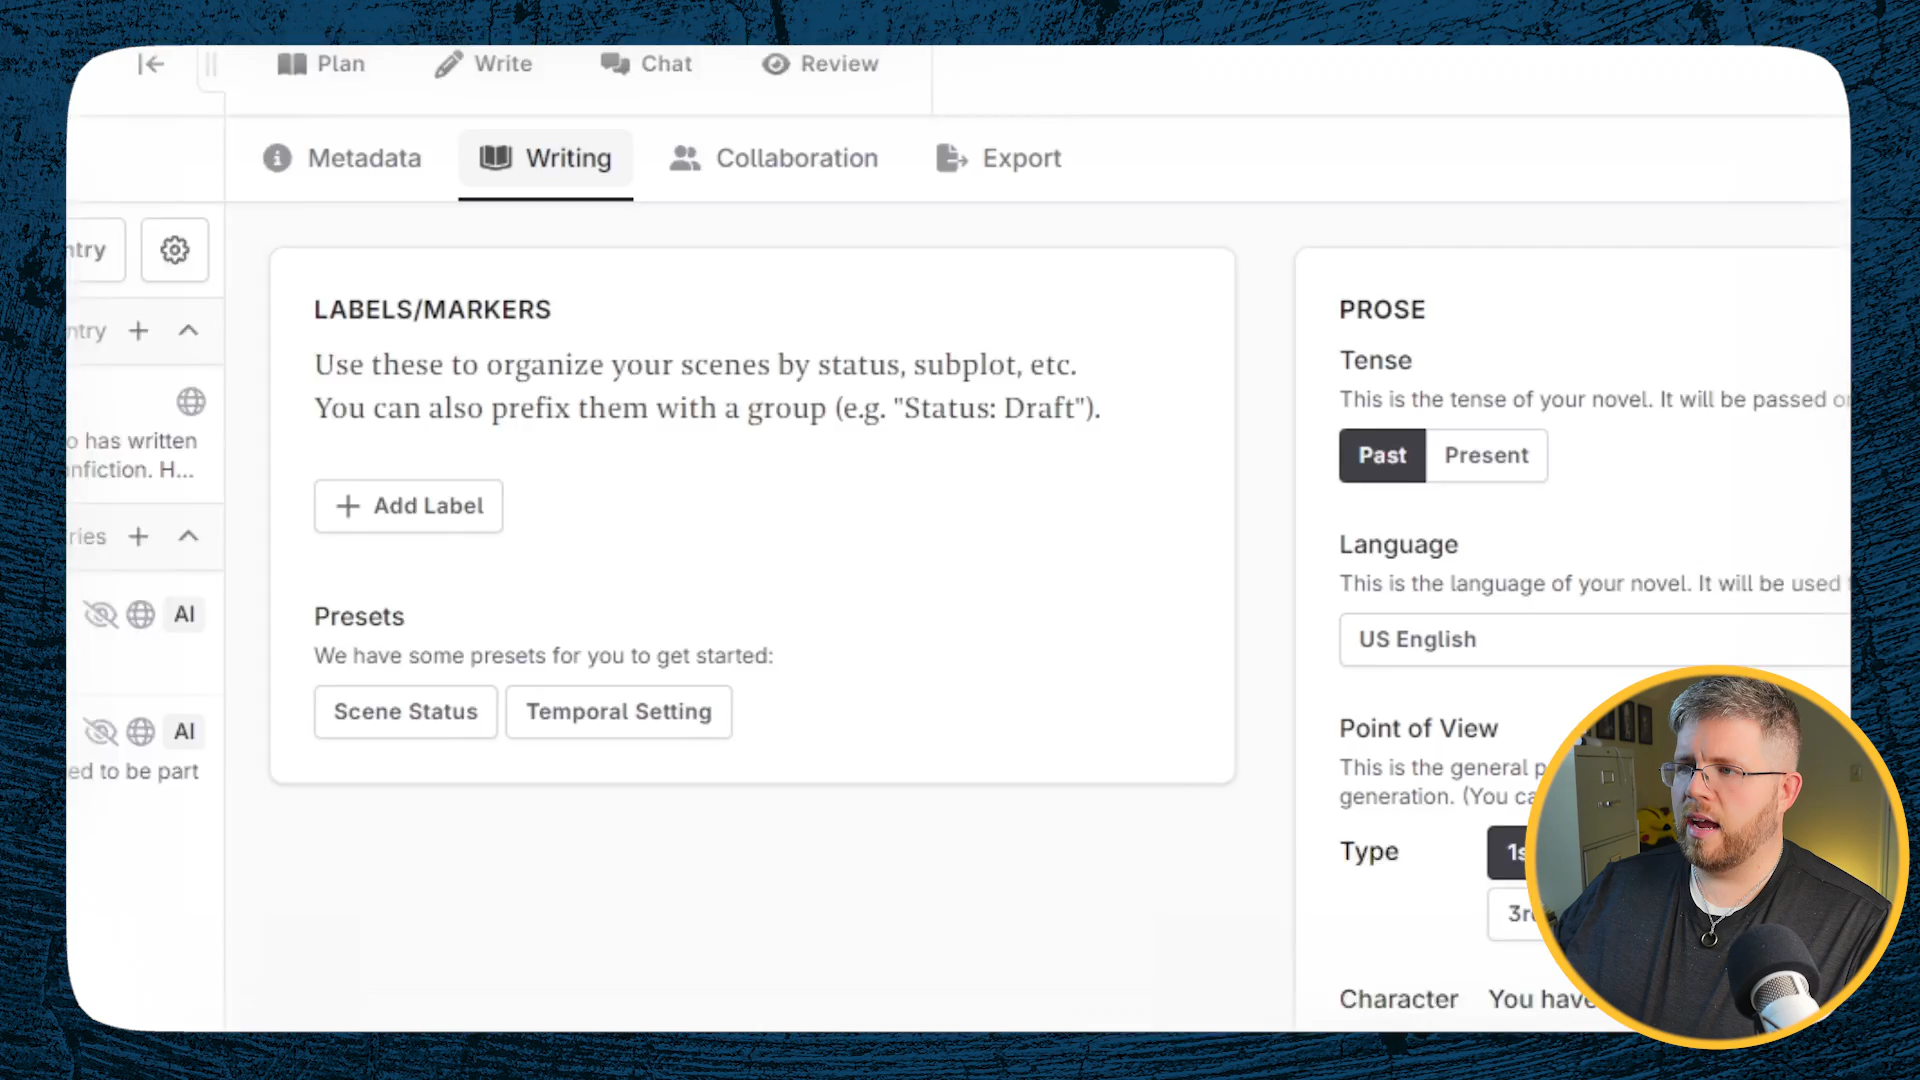 Plan Write Chat Review
Metadata Writing Collaboration Export
LABELS/MARKERS
Use these to organize your scenes by status, subplot, etc.
You can also prefix them with a group (e.g. "Status: Draft").
Add Label
Presets
We have some presets for you to get started:
Scene Status Temporal Setting
has written
H...
AI
AI
to be part
PROSE
Tense
This is the tense of your novel. It will be passed
Past Present
Language
This is the language of your novel. It will be used
US English
Point of View
This is the general
generation. (You
Type
Character You have